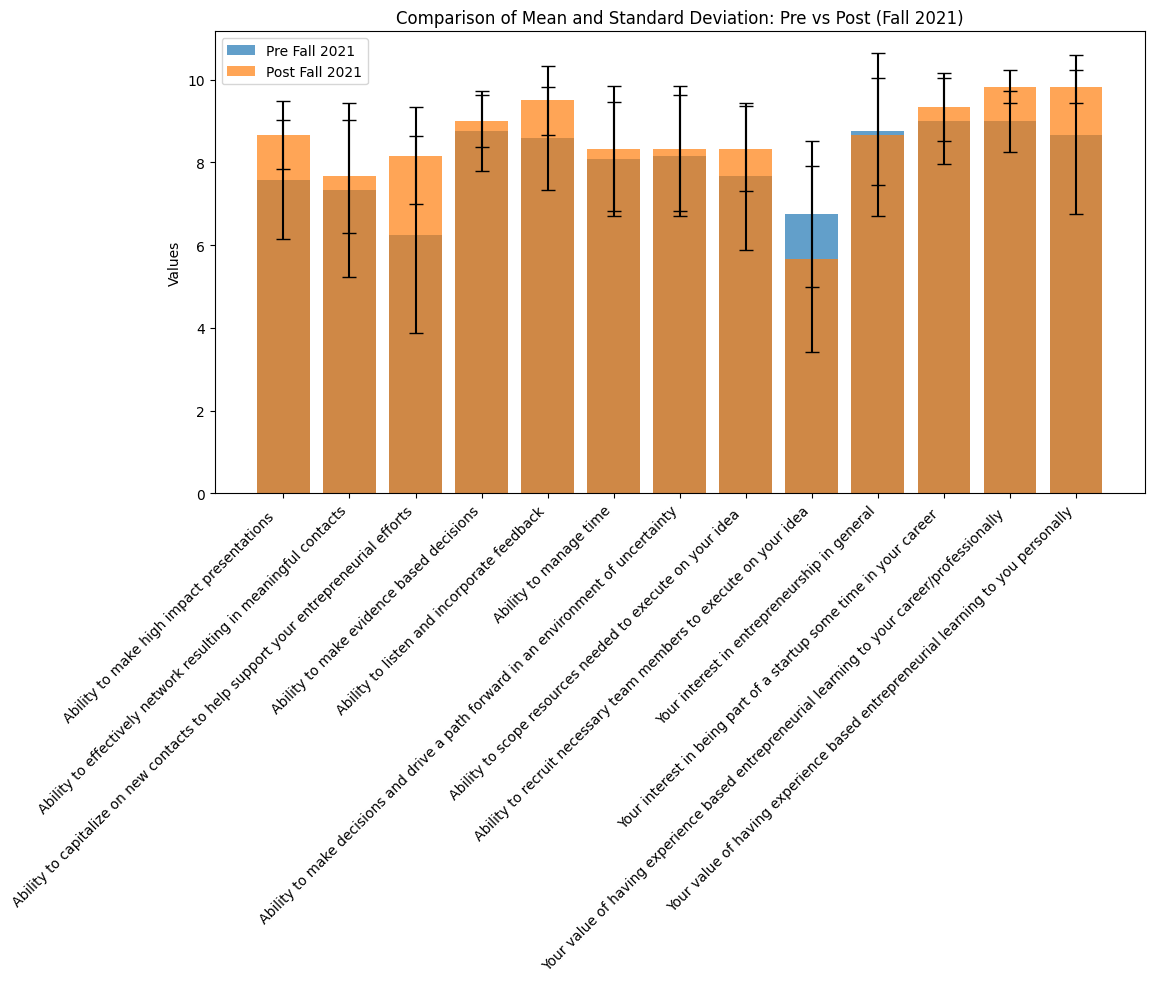 Comparison of Mean and Standard Deviation: Pre vs Post (Fall 2021)
Pre Fall 2021
Post Fall 2021
Values
10
8
6
4
2
0
Ability to make high impact presentations
Ability to effectively network resulting in meaningful contacts
Ability to capitalize on new contacts to help support your entrepreneurial efforts
Ability to make evidence based decisions
Ability to listen and incorporate feedback
Ability to manage time
Ability to make decisions and drive a path forward in an environment of uncertainty
Ability to scope resources needed to execute on your idea
Ability to recruit necessary team members to execute on your idea
Your interest in entrepreneurship in general
Your interest in being part of a startup some time in your career
Your value of having experience based entrepreneurial learning to your career/professionally
Your value of having experience based entrepreneurial learning to you personally